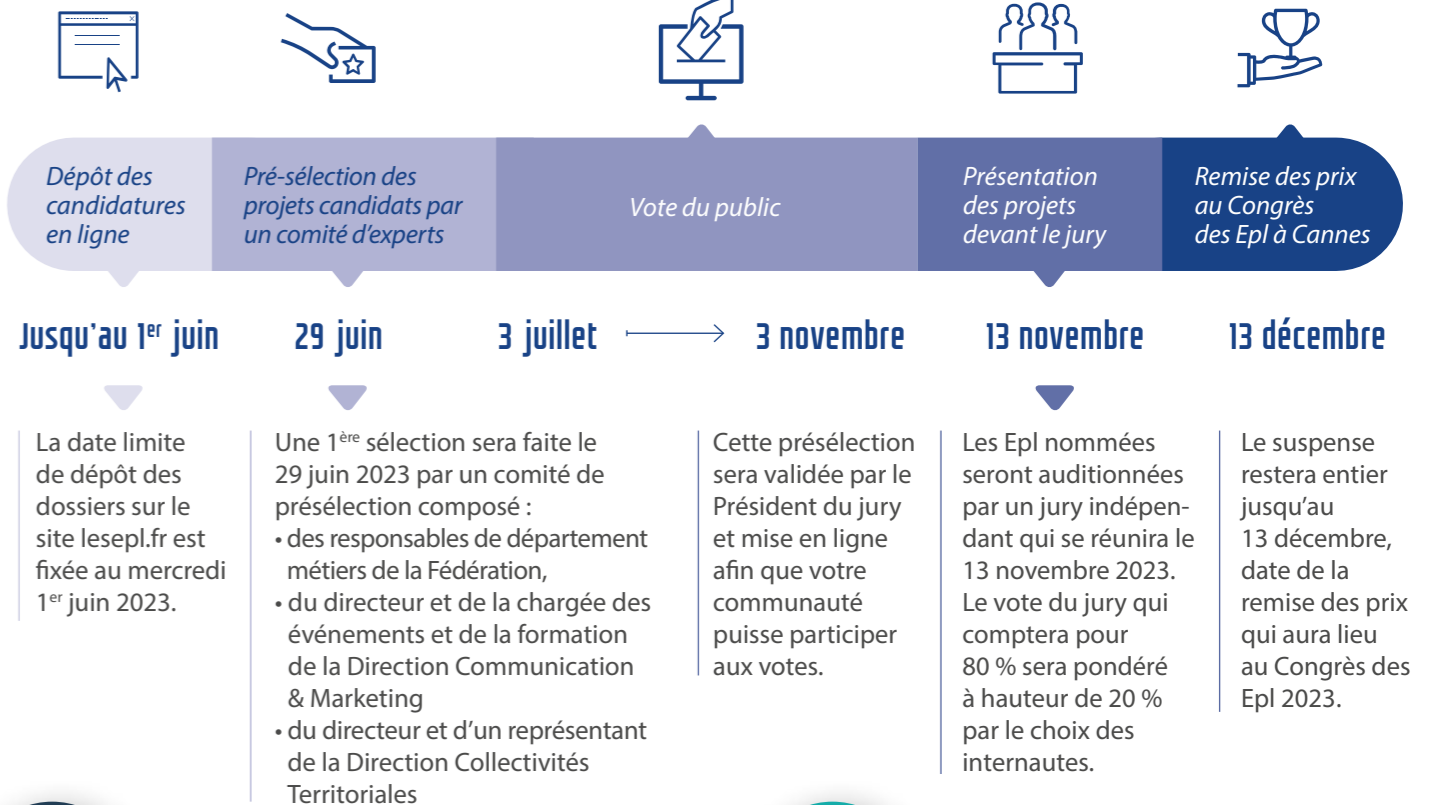 Dépôt des
candidatures
en ligne
Pré-sélection des
projets candidats par
un comité d'experts
Vote du public
Présentation
des projets
devant le jury
Remise des prix
au Congrès
des Epl à Cannes
Jusqu'au 1er juin
29 juin
3 juillet
3 novembre
13 novembre
13 décembre
La date limite
de dépôt des
dossiers sur le
site lesepl.fr est
fixée au mercredi
1er juin 2023.
Une 1ère sélection sera faite le
29 juin 2023 par un comité de
présélection composé :
• des responsables de département
métiers de la Fédération,
• du directeur et de la chargée des
événements et de la formation
de la Direction Communication
& Marketing
• du directeur et d'un représentant
de la Direction Collectivités
Territoriales
Cette présélection
sera validée par le
Président du jury
et mise en ligne
afin que votre
communauté
puisse participer
aux votes.
Les Epl nommées
seront auditionnées
par un jury indépen-
dant qui se réunira le
13 novembre 2023.
Le vote du jury qui
comptera pour
80 % sera pondéré
à hauteur de 20 %
par le choix des
internautes.
Le suspense
restera entier
jusqu'au
13 décembre,
date de la
remise des prix
qui aura lieu
au Congrès des
Epl 2023.